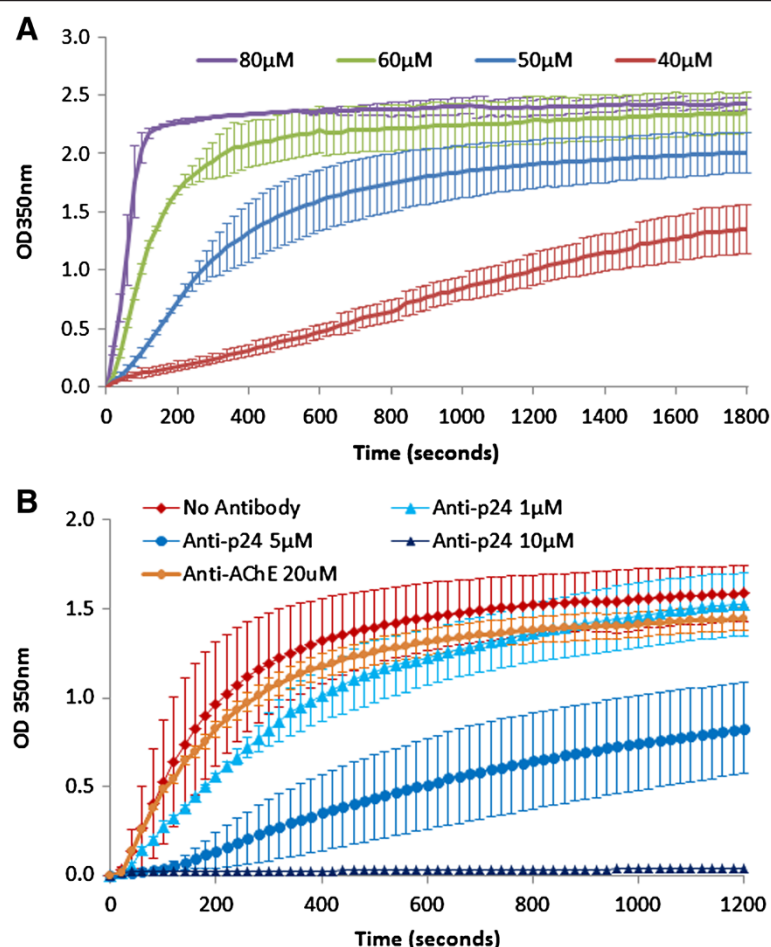 A
3.0
80µM 60µM 50µM 40µM
2.5
2.0
1.5
1.0
0.5
0.0
OD350nm
0 200 400 600 800 1000 1200 1400 1600 1800
Time (seconds)
B
No Antibody Anti-p24 1µM
Anti-p24 5µM Anti-p24 10µM
Anti-AChE 20uM
2.0
1.5
1.0
0.5
0.0
OD 350nm
0 200 400 600 800 1000 1200
Time (seconds)